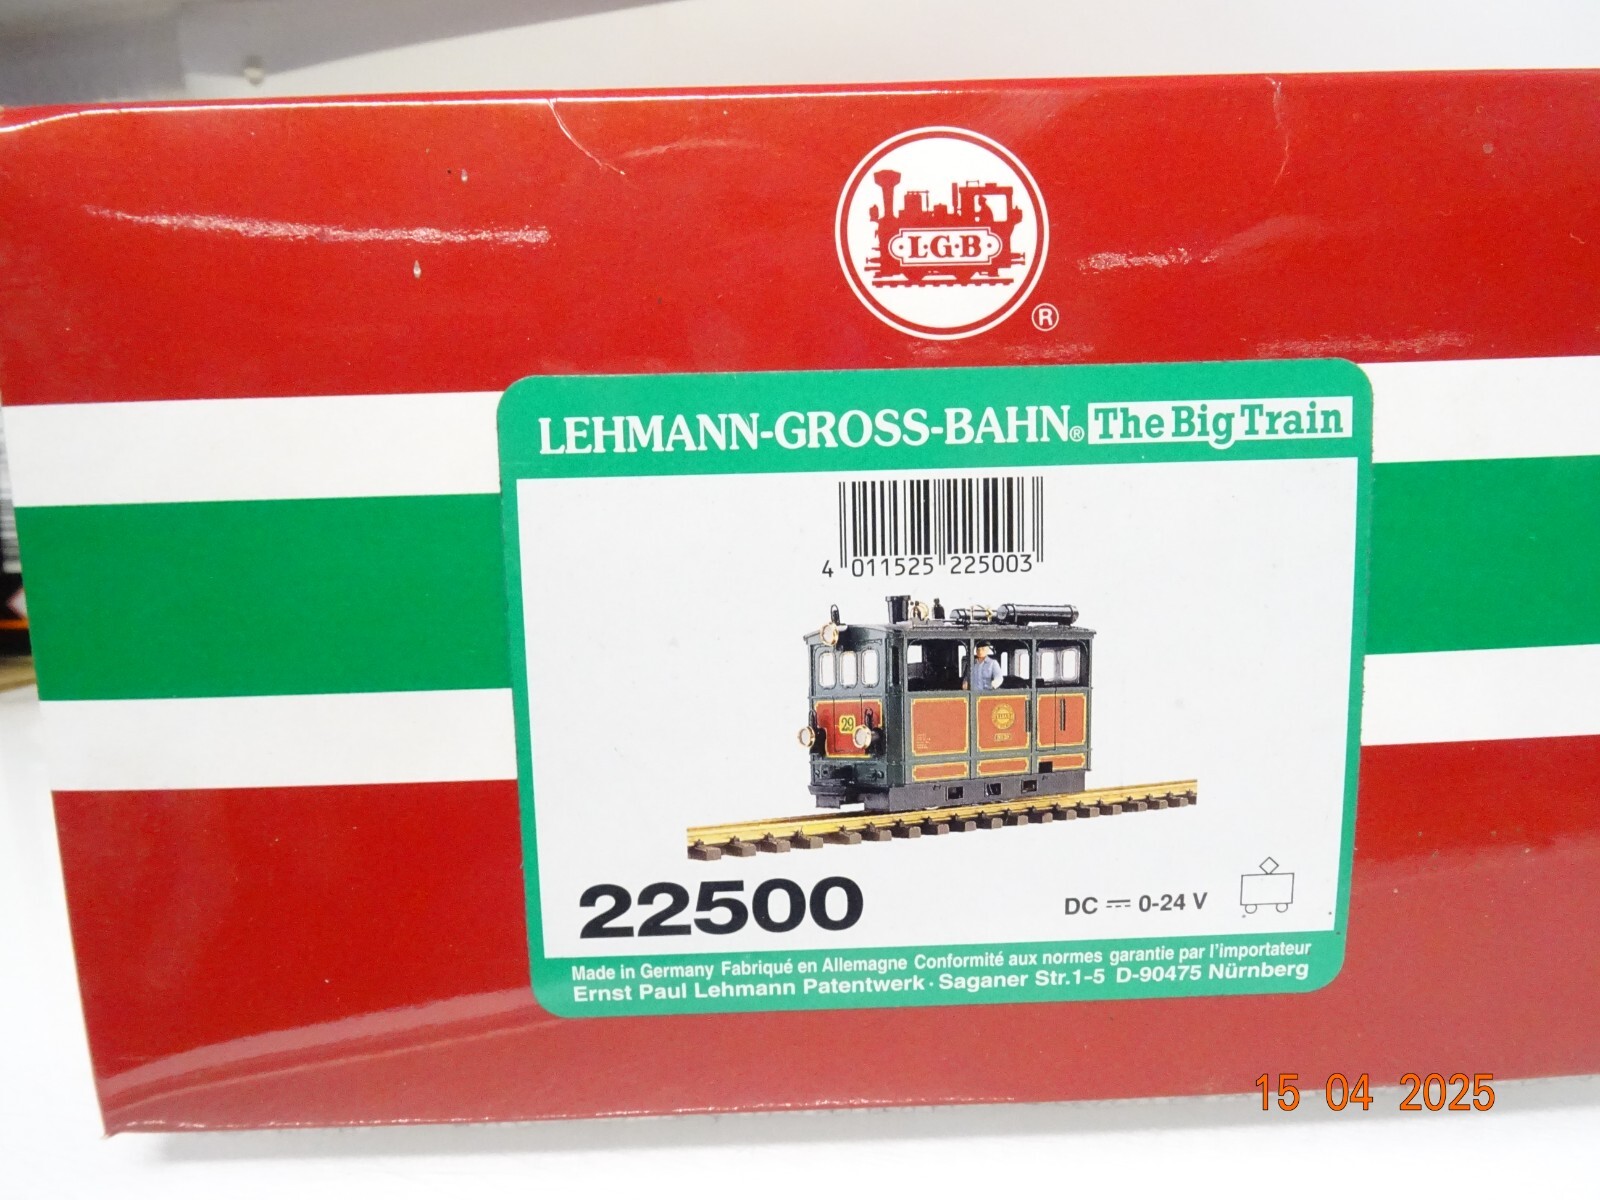 L·G·B
®
LEHMANN-GROSS-BAHN® The Big Train
4 011525 225003
29
22500
DC 0-24 V
Made in Germany Fabriqué en Allemagne Conformité aux normes garantie par l'importateur
Ernst Paul Lehmann Patentwerk · Saganer Str.1-5 D-90475 Nürnberg
15 04 2025